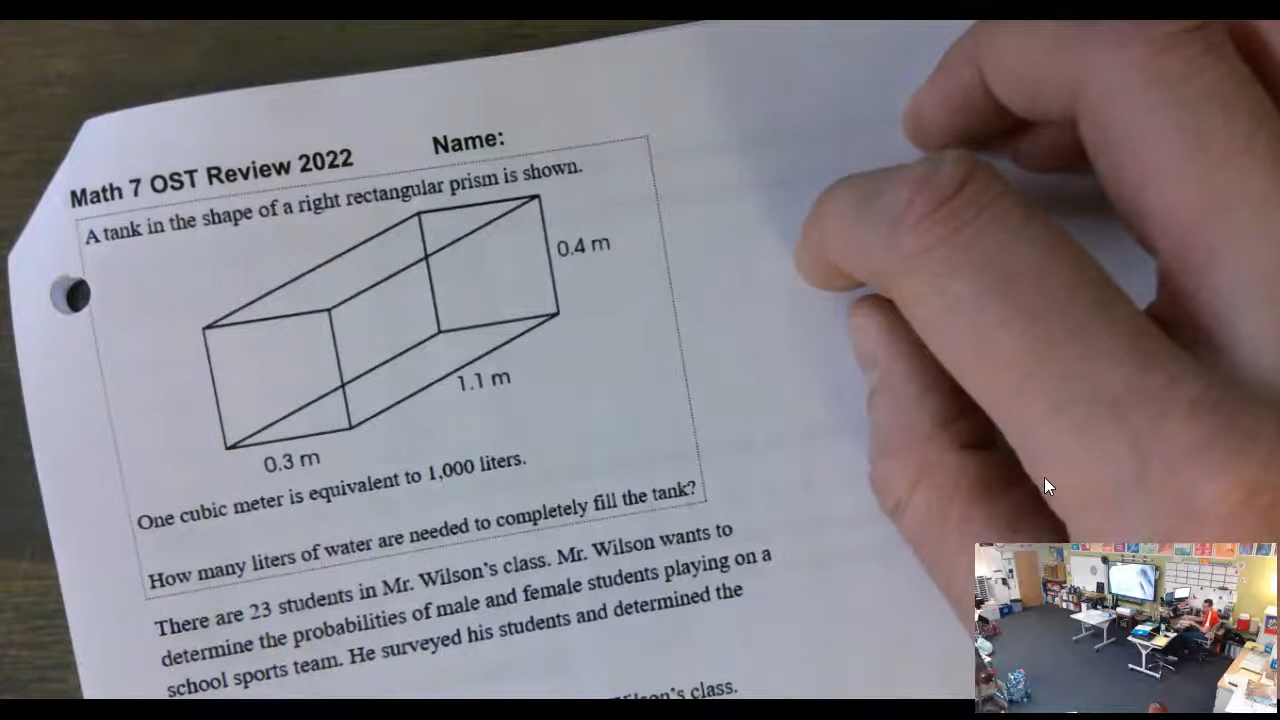 Math 7 OST Review 2022 Name:
A tank in the shape of a right rectangular prism is shown.
0.4 m
1.1 m
0.3 m
One cubic meter is equivalent to 1,000 liters.
How many liters of water are needed to completely fill the tank?
There are 23 students in Mr. Wilson's class. Mr. Wilson wants to
determine the probabilities of male and female students playing on a
school sports team. He surveyed his students and determined the
class.